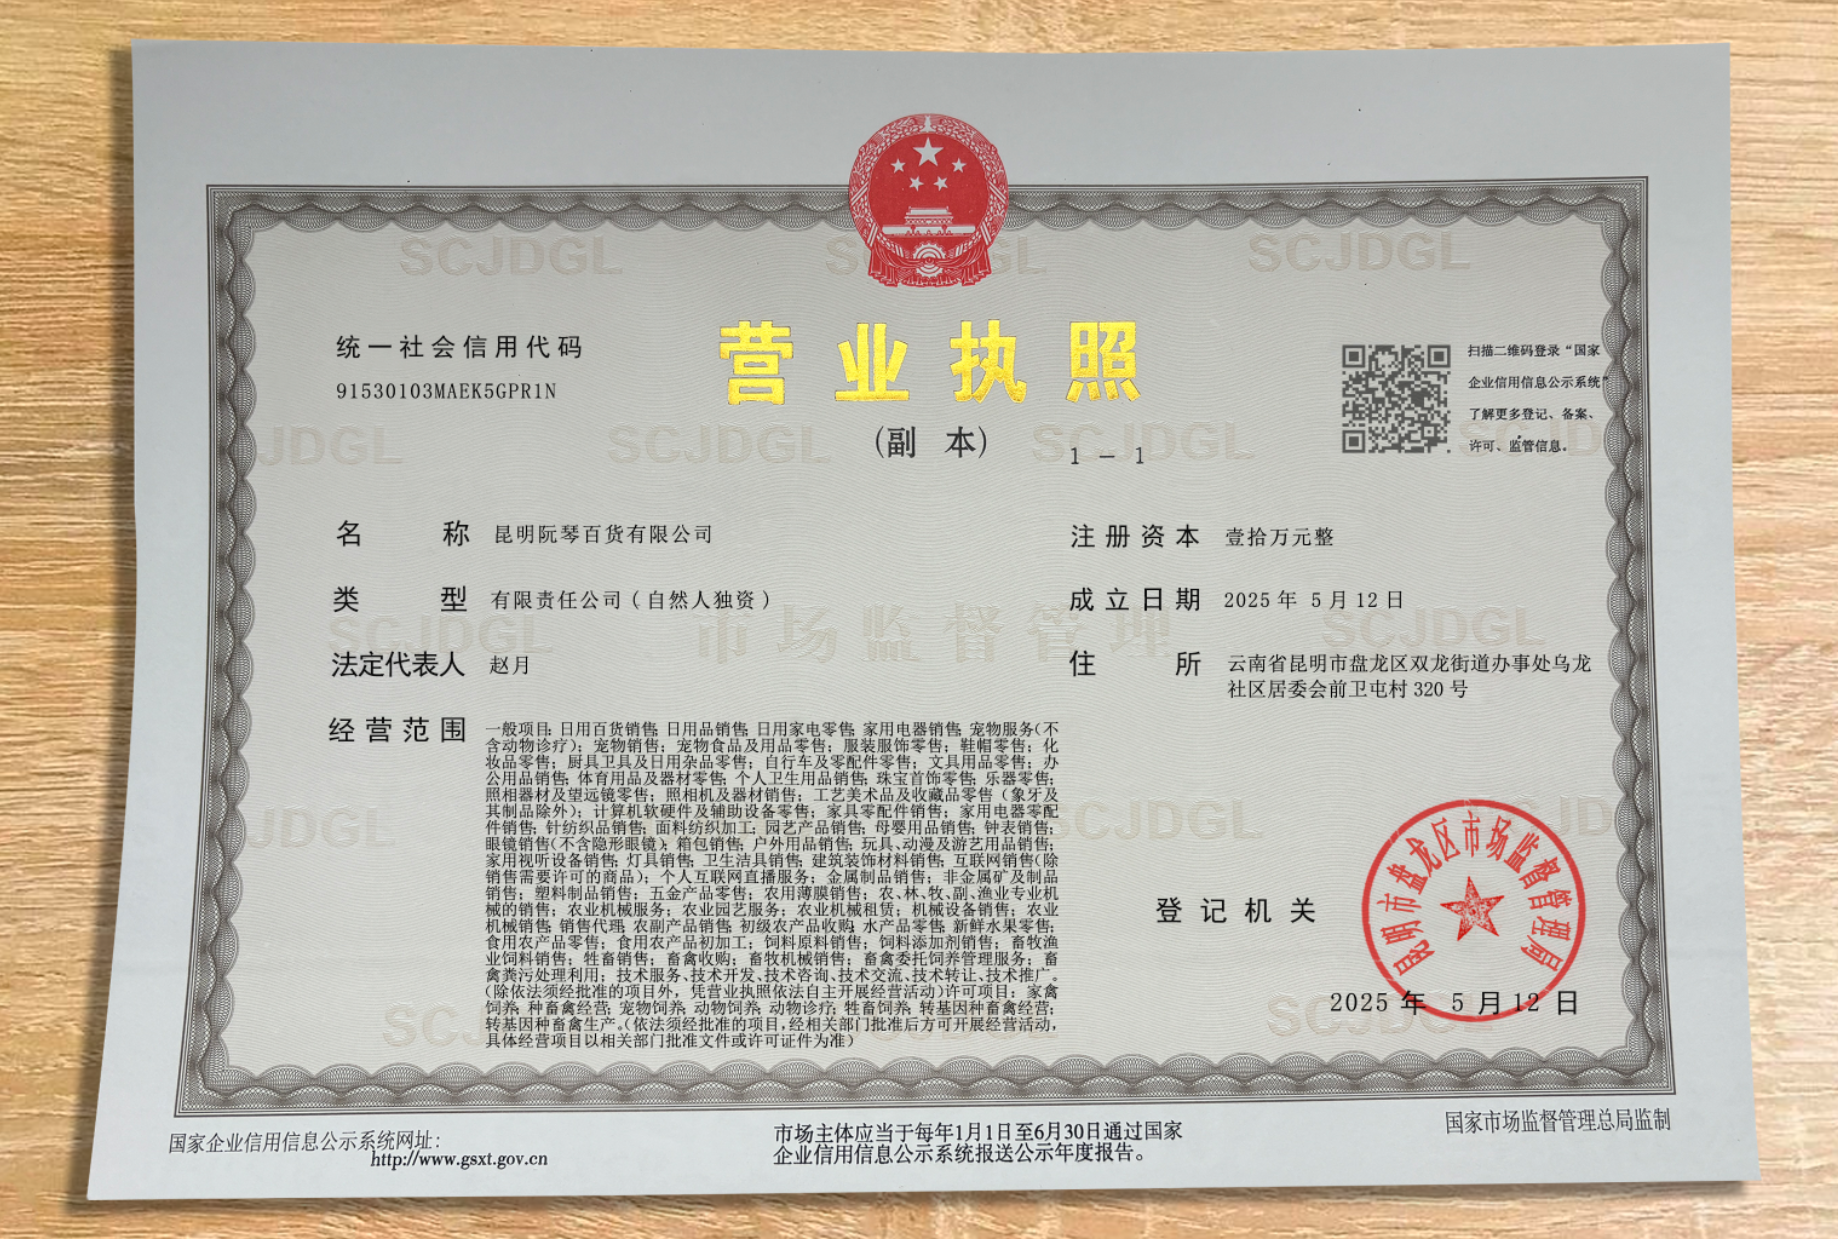 统一社会信用代码
91530103MAEK5GPR1N
营业执照
(副 本)
1 - 1
扫描二维码登录“国家
企业信用信息公示系统”
了解更多登记、备案、
许可、监管信息。
名 称 昆明阮琴百货有限公司
类 型 有限责任公司(自然人独资)
法定代表人 赵月
经营范围 一般项目:日用百货销售;日用品销售;日用家电零售;家用电器销售;宠物服务(不
含动物诊疗);宠物销售;宠物食品及用品零售;服装服饰零售;鞋帽零售;化
妆品零售;厨具卫具及日用杂品零售;自行车及零配件零售;文具用品零售;办
公用品销售;体育用品及器材零售;个人卫生用品销售;珠宝首饰零售;乐器零售;
照相器材及望远镜零售;照相机及器材销售;工艺美术品及收藏品零售(象牙及
其制品除外);计算机软硬件及辅助设备零售;家具零配件销售;家用电器零配
件销售;针纺织品销售;面料纺织加工;园艺产品销售;母婴用品销售;钟表销售;
眼镜销售(不含隐形眼镜);箱包销售;户外用品销售;玩具、动漫及游艺用品销售;
家用视听设备销售;灯具销售;卫生洁具销售;建筑装饰材料销售;互联网销售(除
销售需要许可的商品);个人互联网直播服务;金属制品销售;非金属矿及制品
销售;塑料制品销售;五金产品零售;农用薄膜销售;农、林、牧、副、渔业专业机
械的销售;农业机械服务;农业园艺服务;农业机械租赁;机械设备销售;农业
机械销售;销售代理;农副产品销售;初级农产品收购;水产品零售;新鲜水果零售;
食用农产品零售;食用农产品初加工;饲料原料销售;饲料添加剂销售;畜牧渔
业饲料销售;牲畜销售;畜禽收购;畜牧机械销售;畜禽委托饲养管理服务;畜
禽粪污处理利用;技术服务、技术开发、技术咨询、技术交流、技术转让、技术推广。
(除依法须经批准的项目外,凭营业执照依法自主开展经营活动)许可项目:家禽
饲养;种畜禽经营;宠物饲养;动物饲养;动物诊疗;牲畜饲养;转基因种畜禽经营;
转基因种畜禽生产。(依法须经批准的项目,经相关部门批准后方可开展经营活动,
具体经营项目以相关部门批准文件或许可证件为准)
注册资本 壹拾万元整
成立日期 2025 年 5 月 12 日
住 所 云南省昆明市盘龙区双龙街道办事处乌龙
社区居委会前卫屯村 320 号
登记机关
昆明市盘龙区市场监督管理局
2025 年 5 月 12 日
国家企业信用信息公示系统网址:
http://www.gsxt.gov.cn
市场主体应当于每年1月1日至6月30日通过国家
企业信用信息公示系统报送公示年度报告。
国家市场监督管理总局监制
SCJDGL
市场监督管理